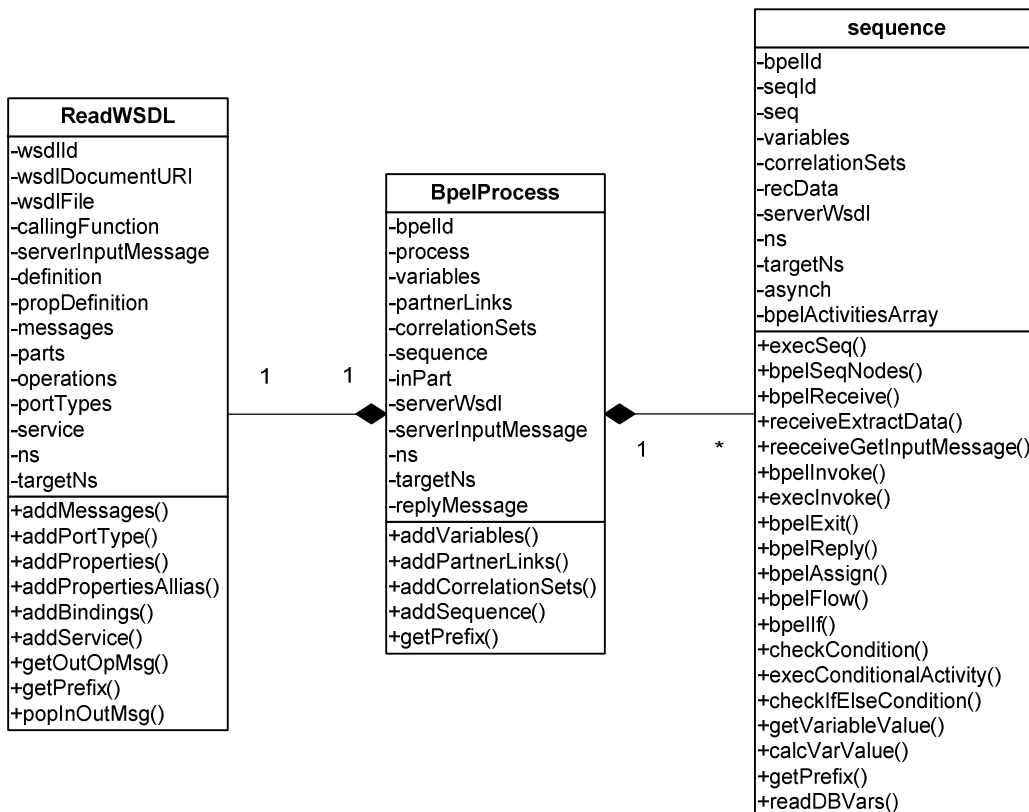 ReadWSDL
-wsdlId
-wsdlDocumentURI
-wsdlFile
-callingFunction
-serverInputMessage
-definition
-propDefinition
-messages
-parts
-operations
-portTypes
-service
-ns
-targetNs
+addMessages()
+addPortType()
+addProperties()
+addPropertiesAllias()
+addBindings()
+addService()
+getOutOpMsg()
+getPrefix()
+popInOutMsg()
1
1
BpelProcess
-bpelId
-process
-variables
-partnerLinks
-correlationSets
-sequence
-inPart
-serverWsdl
-serverInputMessage
-ns
-targetNs
-replyMessage
+addVariables()
+addPartnerLinks()
+addCorrelationSets()
+addSequence()
+getPrefix()
1
*
sequence
-bpelId
-seqId
-seq
-variables
-correlationSets
-recData
-serverWsdl
-ns
-targetNs
-asynch
-bpelActivitiesArray
+execSeq()
+bpelSeqNodes()
+bpelReceive()
+receiveExtractData()
+reeceiveGetInputMessage()
+bpelInvoke()
+execInvoke()
+bpelExit()
+bpelReply()
+bpelAssign()
+bpelFlow()
+bpelIf()
+checkCondition()
+execConditionalActivity()
+checkIfElseCondition()
+getVariableValue()
+calcVarValue()
+getPrefix()
+readDBVars()